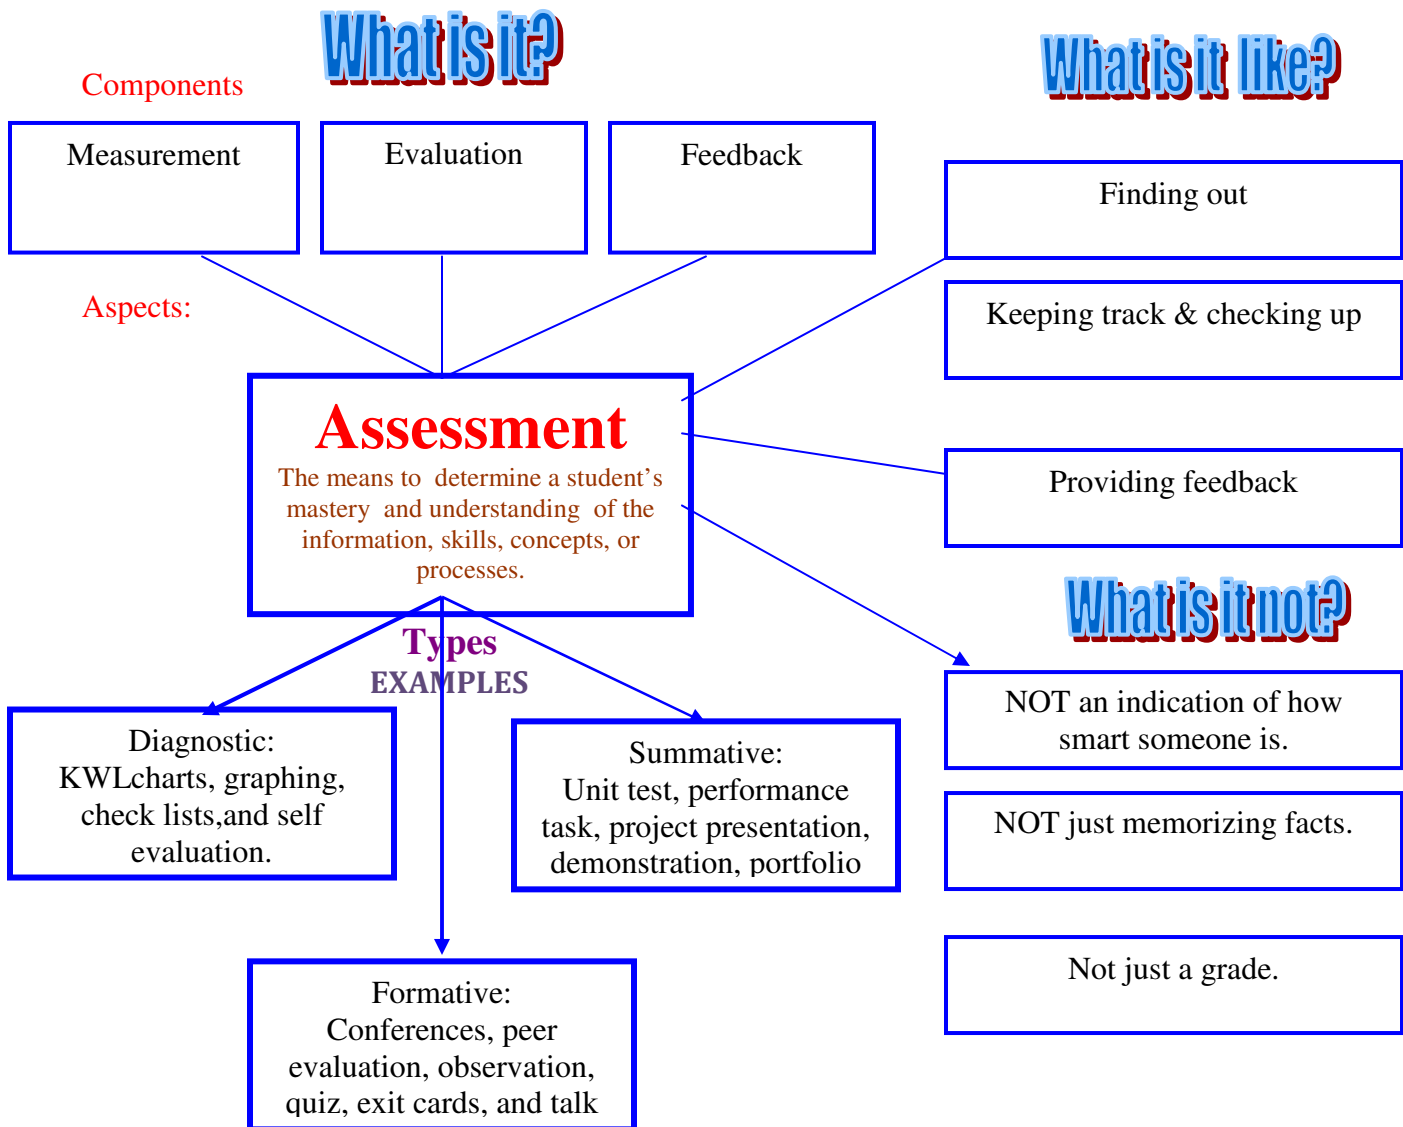 What is it?
What is it like?
Components
Measurement
Evaluation
Feedback
Finding out
Keeping track & checking up
Aspects:
Assessment
The means to determine a student's
mastery and understanding of the
information, skills, concepts, or
processes.
Providing feedback
What is it not?
Types
EXAMPLES
NOT an indication of how
smart someone is.
Diagnostic:
KWLcharts, graphing,
check lists,and self
evaluation.
Summative:
Unit test, performance
task, project presentation,
demonstration, portfolio
NOT just memorizing facts.
Not just a grade.
Formative:
Conferences, peer
evaluation, observation,
quiz, exit cards, and talk